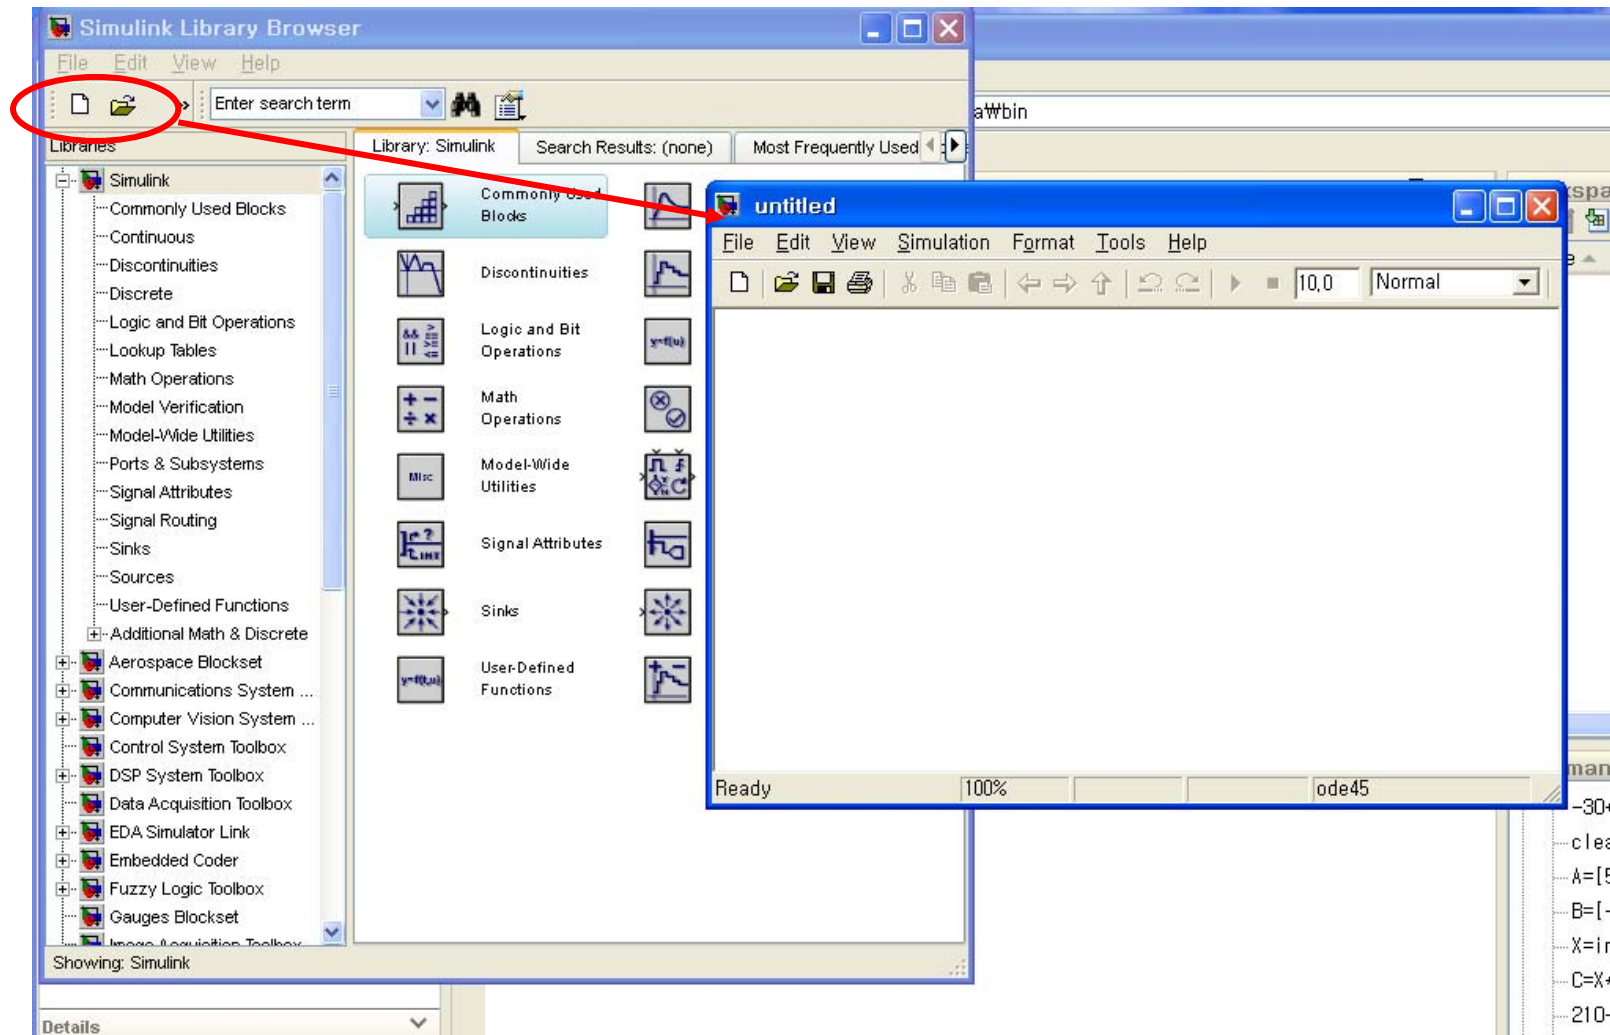 Simulink Library Browser
File Edit View Help
Enter search term
a₩bin
Libraries
Library: Simulink
Search Results: (none)
Most Frequently Used
Simulink
Commonly Used Blocks
Continuous
Discontinuities
Discrete
Logic and Bit Operations
Lookup Tables
Math Operations
Model Verification
Model-Wide Utilities
Ports & Subsystems
Signal Attributes
Signal Routing
Sinks
Sources
User-Defined Functions
Additional Math & Discrete
Aerospace Blockset
Communications System ...
Computer Vision System ...
Control System Toolbox
DSP System Toolbox
Data Acquisition Toolbox
EDA Simulator Link
Embedded Coder
Fuzzy Logic Toolbox
Gauges Blockset
Image Acquisition Toolbox
Showing: Simulink
Details
Commonly Used
Blocks
Discontinuities
Logic and Bit
Operations
y=f(u)
Math
Operations
Misc
Model-Wide
Utilities
Signal Attributes
Sinks
User-Defined
Functions
untitled
File Edit View Simulation Format Tools Help
10,0 Normal
Ready 100% ode45
-30+
clea
A=[5
B=[-
X=in
C=X*
210-